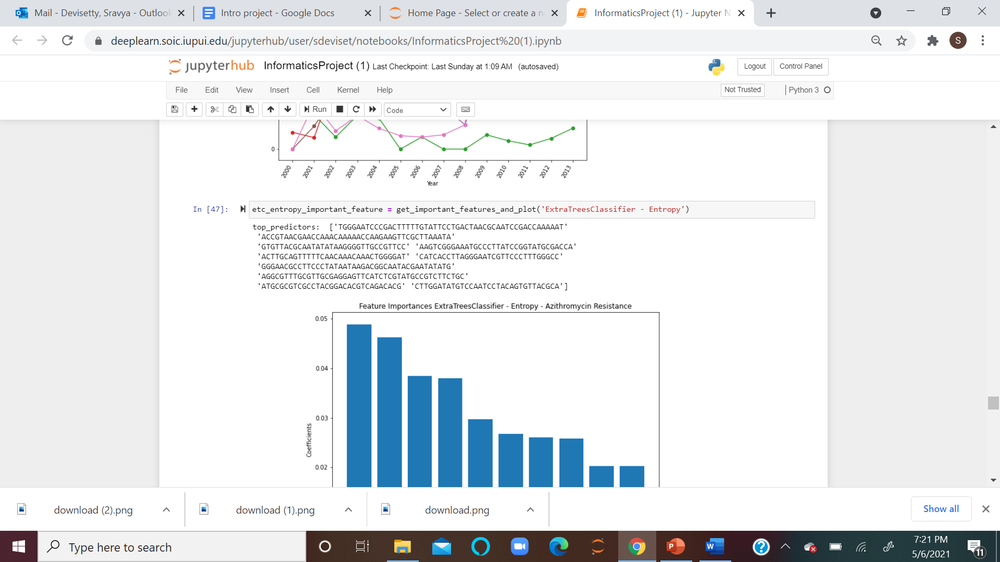 Mail - Devisetty, Sravya - Outlook
Intro project - Google Docs
Home Page - Select or create a n
InformaticsProject (1) - Jupyter N
deeplearn.soic.iupui.edu/jupyterhub/user/sdeviset/notebooks/InformaticsProject%20(1).ipynb
S
jupyterhub InformaticsProject (1) Last Checkpoint: Last Sunday at 1:09 AM (autosaved)
Logout Control Panel
File Edit View Insert Cell Kernel Help
Not Trusted Python 3
Run Code
0
2000 2001 2002 2003 2004 2005 2006 2007 2008 2009 2010 2011 2012 2013
Year
In [47]: etc_entropy_important_feature = get_important_features_and_plot('ExtraTreesClassifier - Entropy')
top_predictors: ['TGGGAATCCCGACTTTTTGTATTCCTGACTAACGCAATCCGACCAAAAAT'
'ACCGTAACGAACCAAACAAAAACCAAGAAGTTCGCTTAAATA'
'GTGTTACGCAATATATAAGGGGTTGCCGTTCC' 'AAGTCGGGAAATGCCCTTATCCGGTATGCGACCA'
'ACTTGCAGTTTTTCAACAAACAAACTGGGGAT' 'CATCACCTTAGGGAATCGTTCCCTTTGGGCC'
'GGGAACGCCTTCCCTATAATAAGACGGCAATACGAATATATG'
'AGGCGTTTGCGTTGCGAGGAGTTCATCTCGTATGCCGTCTTCTGC'
'ATGCGCGTCGCCTACGGACACGTCAGACACG' 'CTTGGATATGTCCAATCCTACAGTGTTACGCA']
Feature Importances ExtraTreesClassifier - Entropy - Azithromycin Resistance
0.05
0.04
0.03
0.02
Coefficients
download (2).png
download (1).png
download.png
Show all
Type here to search
7:21 PM
5/6/2021
11